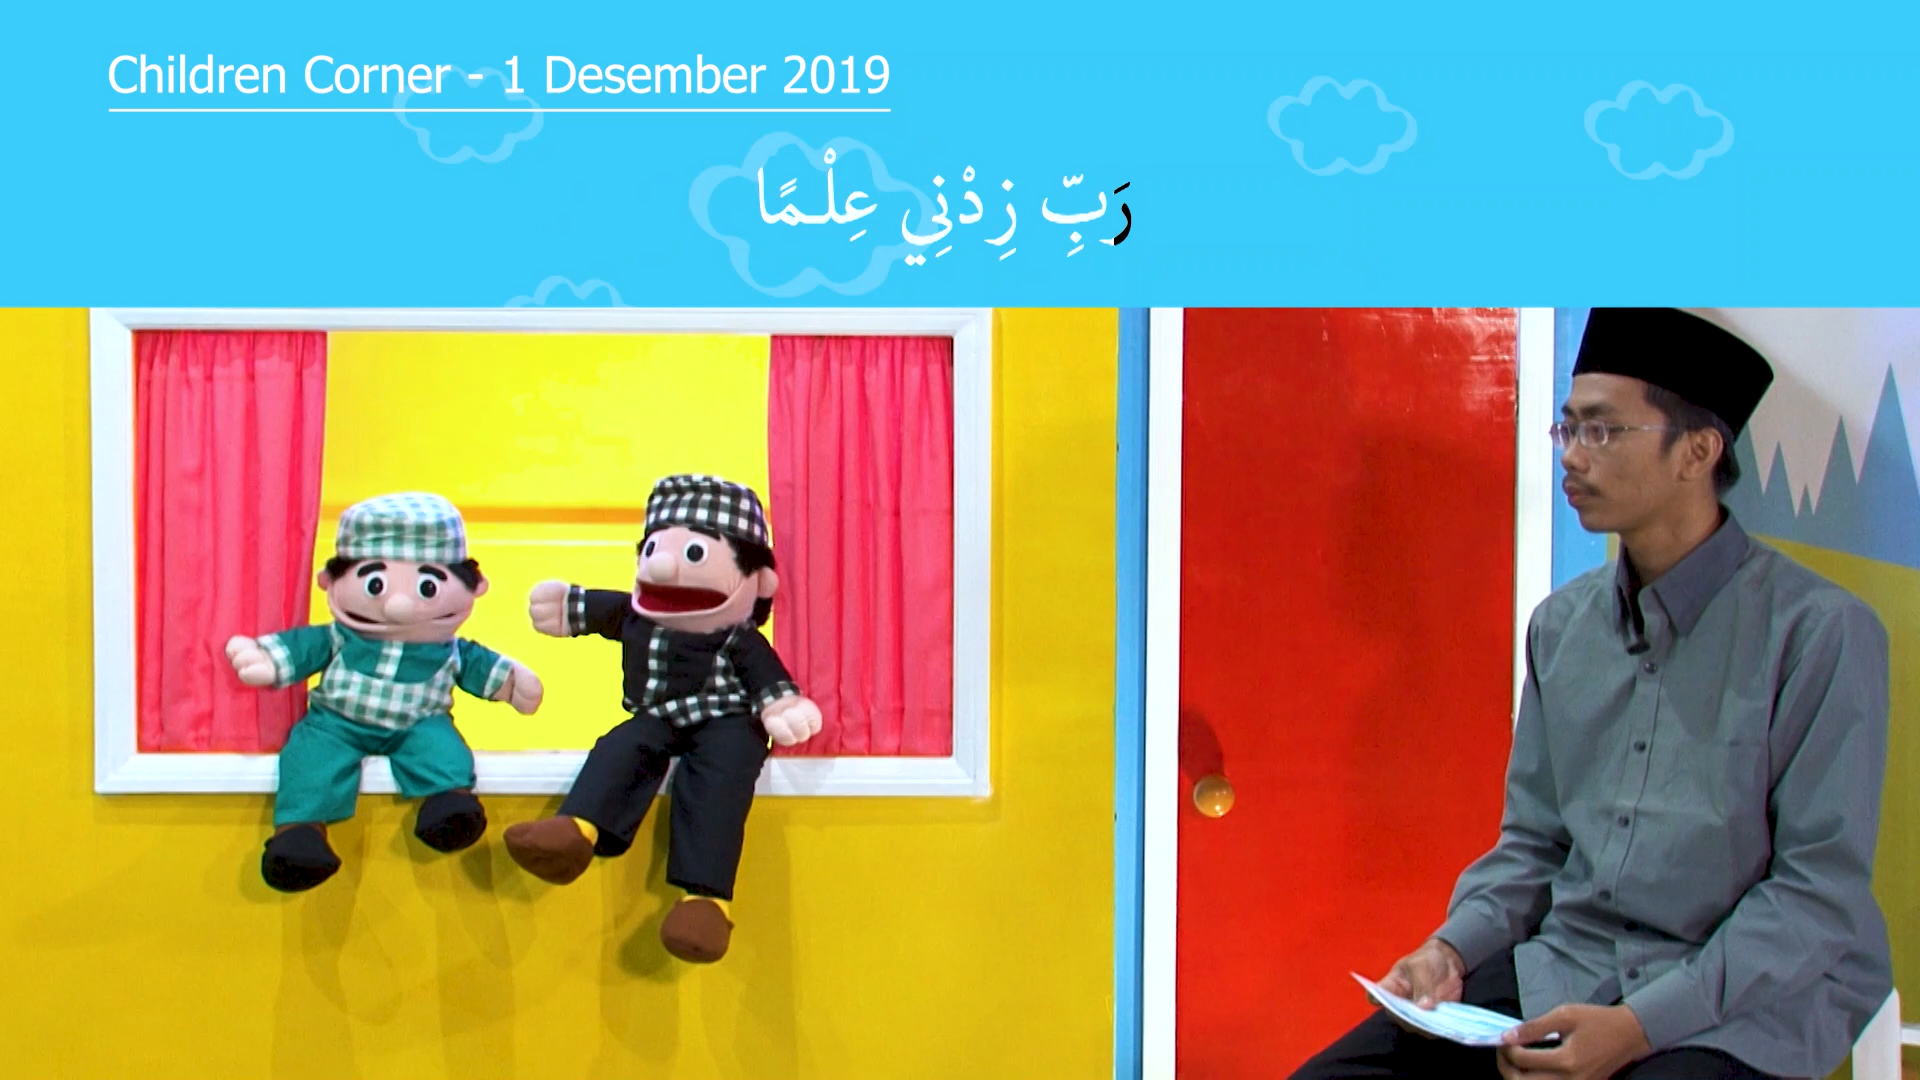 Children Corner - 1 Desember 2019
رَبِّ زِدْنِي عِلْمًا